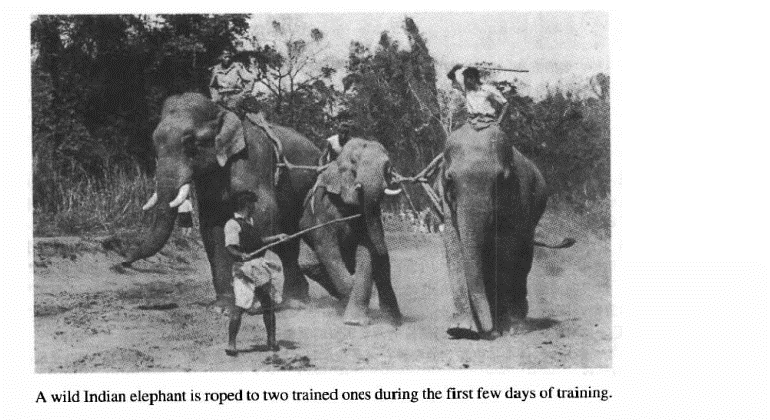 A wild Indian elephant is roped to two trained ones during the first few days of training.